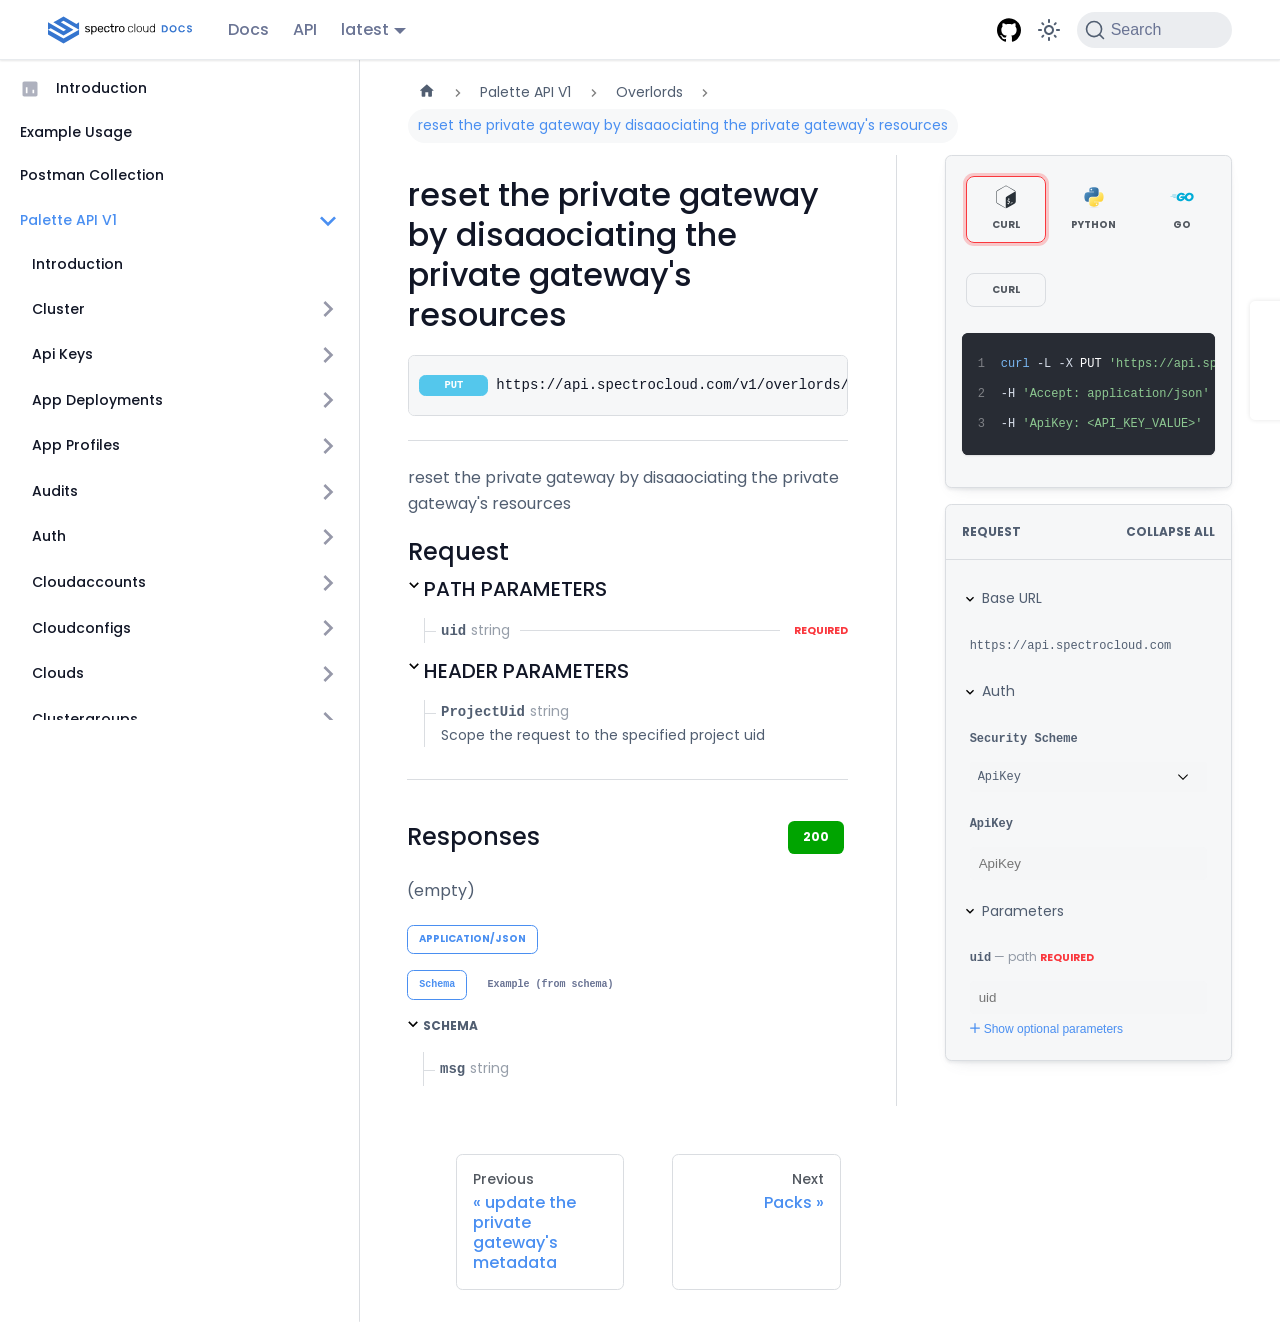 spectro cloud DOCS
Docs
API
latest
Search
Introduction
Example Usage
Postman Collection
Palette API V1
Introduction
Cluster
Api Keys
App Deployments
App Profiles
Audits
Auth
Cloudaccounts
Cloudconfigs
Clouds
Clustergroups
Palette API V1
Overlords
reset the private gateway by disaaociating the private gateway's resources
reset the private gateway
by disaaociating the
private gateway's
resources
PUT https://api.spectrocloud.com/v1/overlords/
reset the private gateway by disaaociating the private
gateway's resources
Request
PATH PARAMETERS
uid string REQUIRED
HEADER PARAMETERS
ProjectUid string
Scope the request to the specified project uid
Responses
200
(empty)
APPLICATION/JSON
Schema Example (from schema)
SCHEMA
msg string
Previous
« update the
private
gateway's
metadata
Next
Packs »
CURL PYTHON GO
CURL
1 curl -L -X PUT 'https://api.sp
2 -H 'Accept: application/json'
3 -H 'ApiKey: <API_KEY_VALUE>'
REQUEST COLLAPSE ALL
Base URL
https://api.spectrocloud.com
Auth
Security Scheme
ApiKey
ApiKey
ApiKey
Parameters
uid — path REQUIRED
uid
Show optional parameters